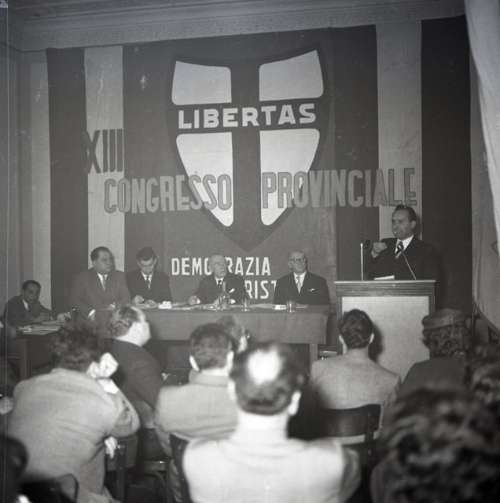 LIBERTAS
XIII
CONGRESSO PROVINCIALE
DEMOCRAZIA